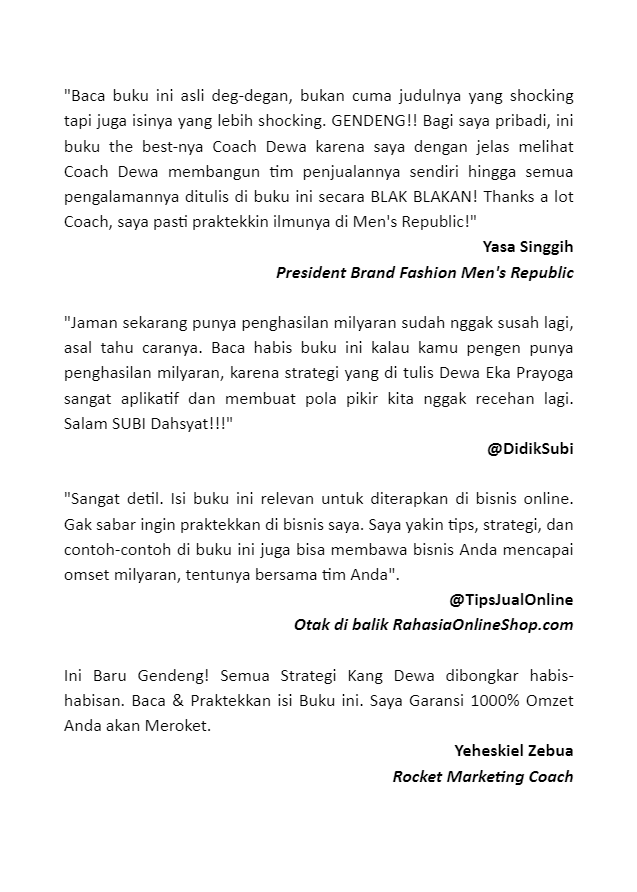 "Baca buku ini asli deg-degan, bukan cuma judulnya yang shocking
tapi juga isinya yang lebih shocking. GENDENG!! Bagi saya pribadi, ini
buku the best-nya Coach Dewa karena saya dengan jelas melihat
Coach Dewa membangun tim penjualannya sendiri hingga semua
pengalamannya ditulis di buku ini secara BLAK BLAKAN! Thanks a lot
Coach, saya pasti praktekkin ilmunya di Men's Republic!"
Yasa Singgih
President Brand Fashion Men's Republic
"Jaman sekarang punya penghasilan milyaran sudah nggak susah lagi,
asal tahu caranya. Baca habis buku ini kalau kamu pengen punya
penghasilan milyaran, karena strategi yang di tulis Dewa Eka Prayoga
sangat aplikatif dan membuat pola pikir kita nggak recehan lagi.
Salam SUBI Dahsyat!!!"
@DidikSubi
"Sangat detil. Isi buku ini relevan untuk diterapkan di bisnis online.
Gak sabar ingin praktekkan di bisnis saya. Saya yakin tips, strategi, dan
contoh-contoh di buku ini juga bisa membawa bisnis Anda mencapai
omset milyaran, tentunya bersama tim Anda".
@TipsJualOnline
Otak di balik RahasiaOnlineShop.com
Ini Baru Gendeng! Semua Strategi Kang Dewa dibongkar habis-
habisan. Baca & Praktekkan isi Buku ini. Saya Garansi 1000% Omzet
Anda akan Meroket.
Yeheskiel Zebua
Rocket Marketing Coach